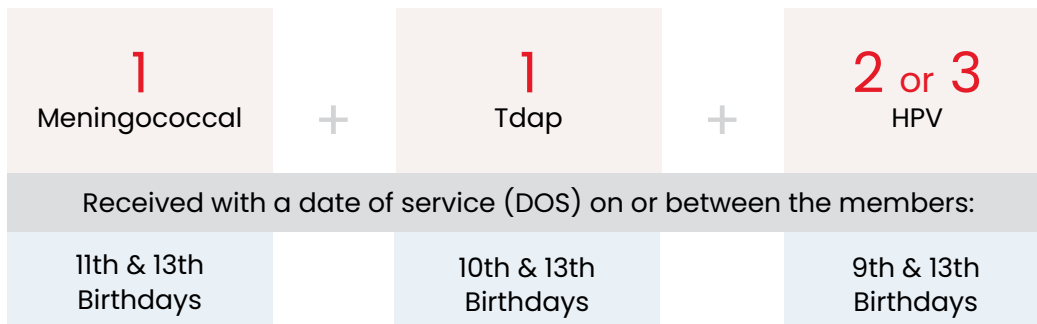 1
Meningococcal
+
1
Tdap
+
2 or 3
HPV
Received with a date of service (DOS) on or between the members:
11th & 13th
Birthdays
10th & 13th
Birthdays
9th & 13th
Birthdays